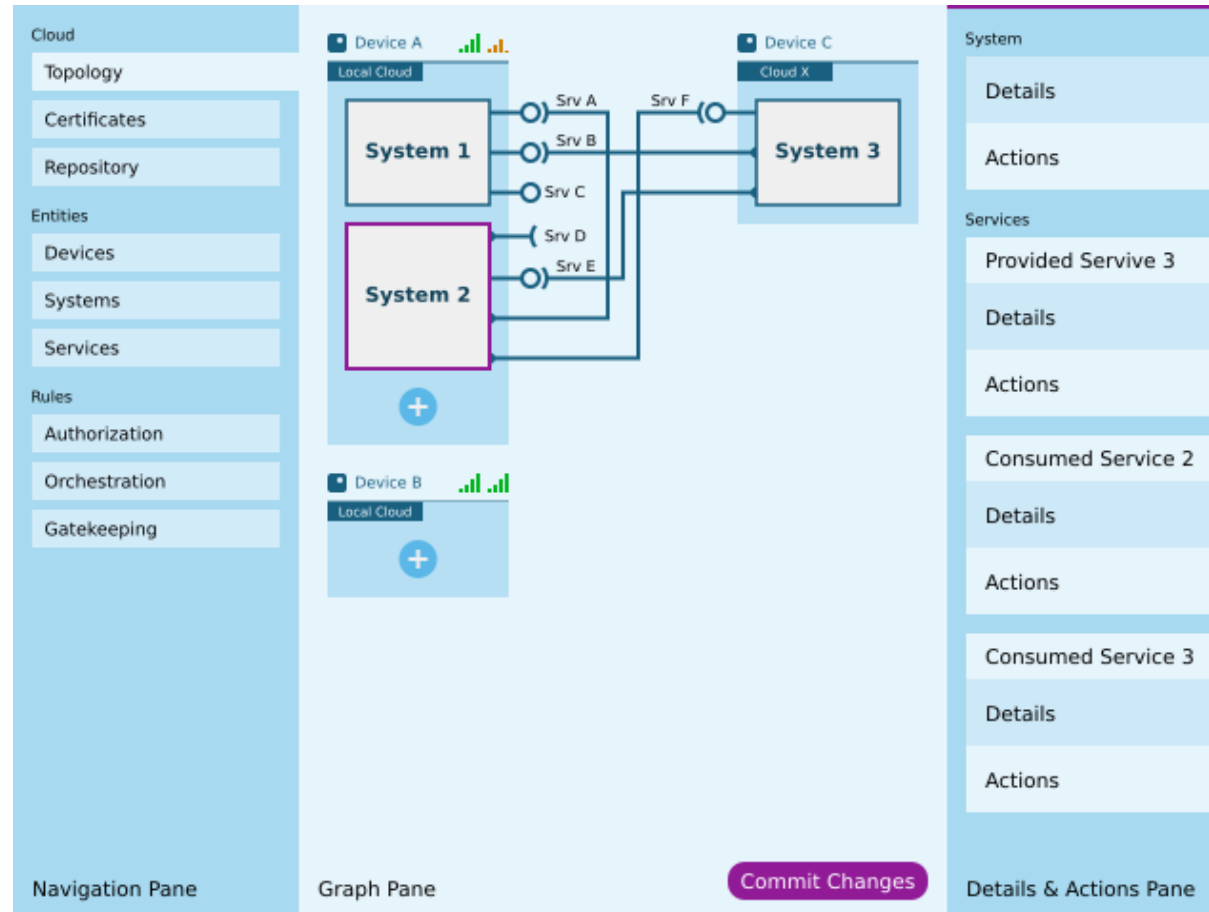 Cloud
Topology
Certificates
Repository
Entities
Devices
Systems
Services
Rules
Authorization
Orchestration
Gatekeeping
Navigation Pane
Device A
Local Cloud
System 1
Srv A
Srv B
Srv C
System 2
Srv D
Srv E
+
Device B
Local Cloud
+
Device C
Cloud X
Srv F
System 3
Graph Pane
Commit Changes
System
Details
Actions
Services
Provided Servive 3
Details
Actions
Consumed Service 2
Details
Actions
Consumed Service 3
Details
Actions
Details & Actions Pane